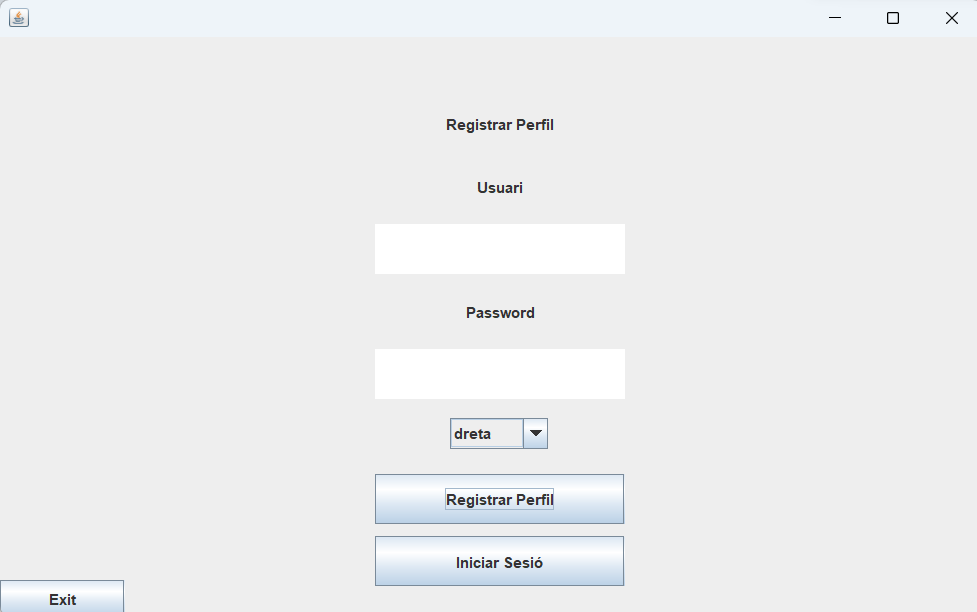 Registrar Perfil
Usuari
Password
dreta
Registrar Perfil
Iniciar Sesió
Exit